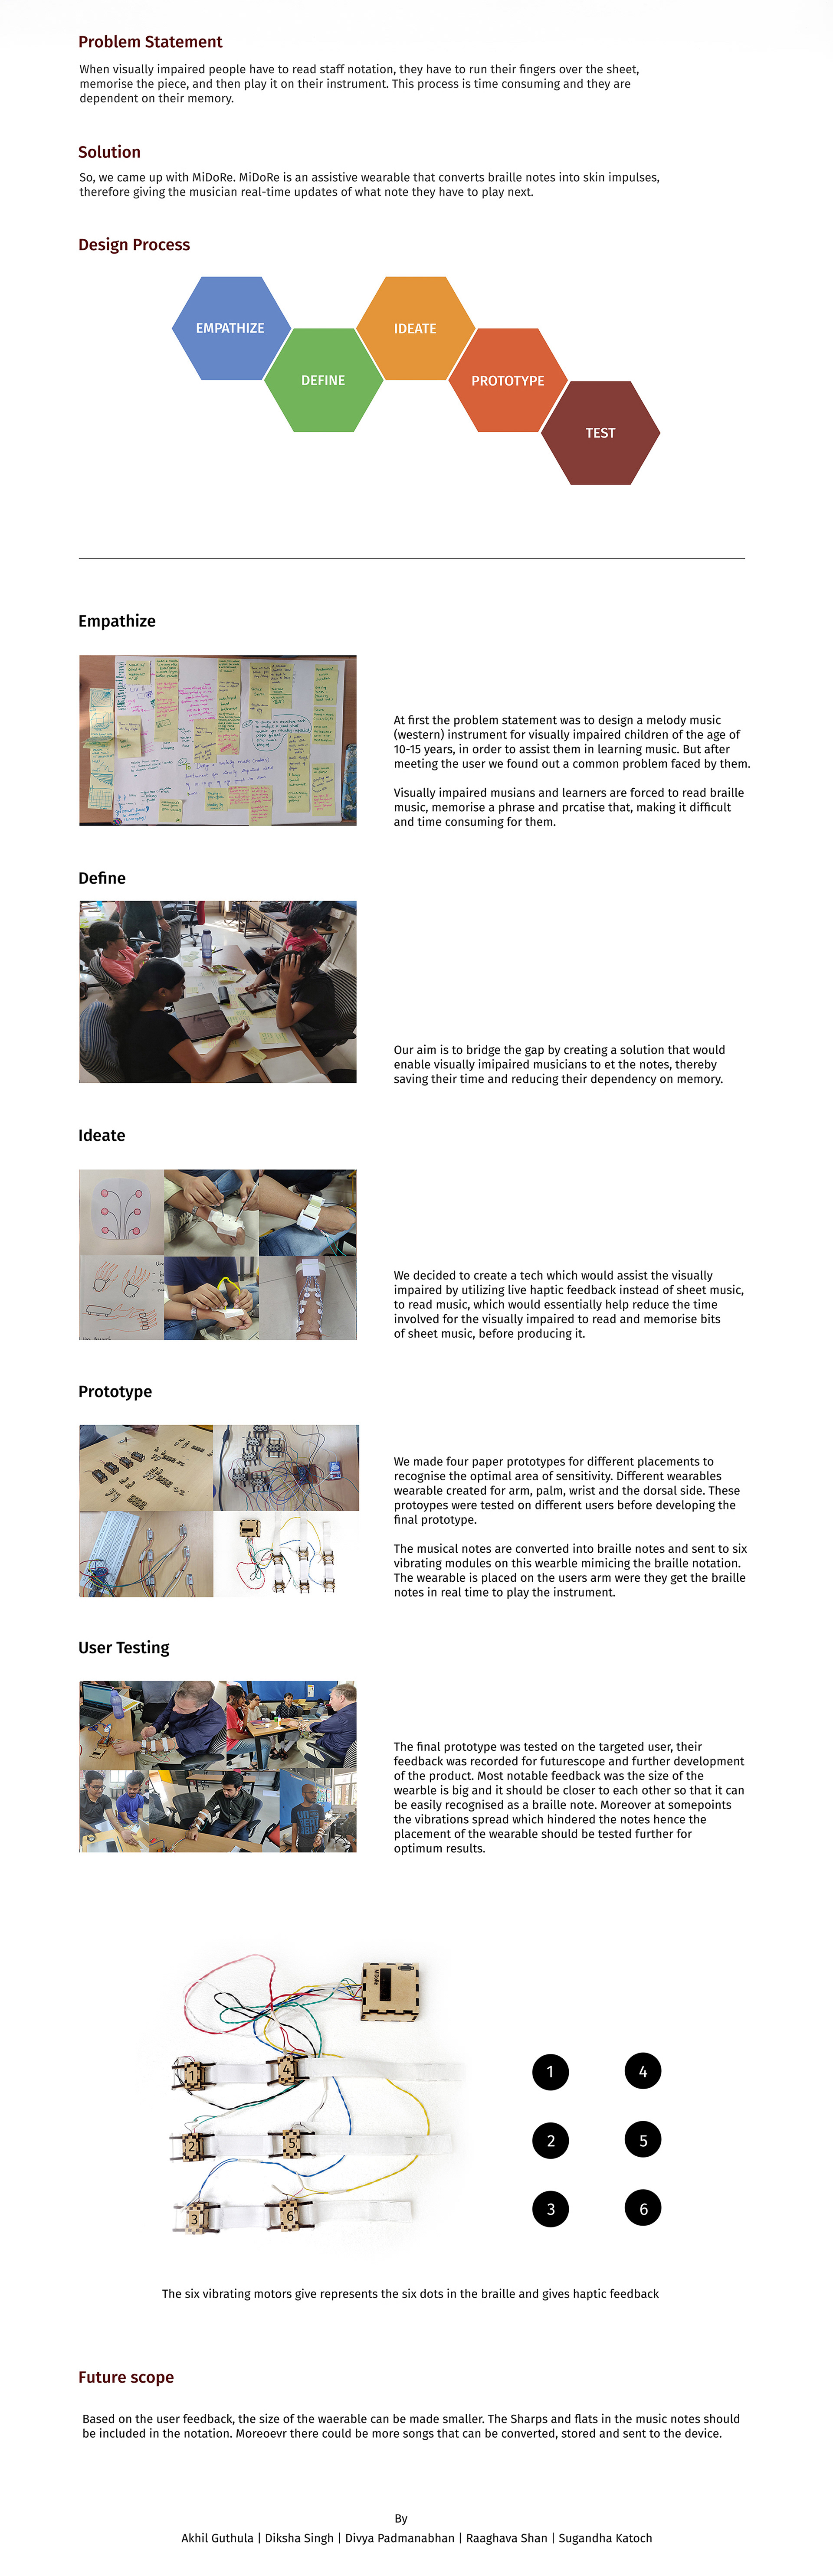 Problem Statement
When visually impaired people have to read staff notation, they have to run their fingers over the sheet,
memorise the piece, and then play it on their instrument. This process is time consuming and they are
dependent on their memory.
Solution
So, we came up with MiDoRe. MiDoRe is an assistive wearable that converts braille notes into skin impulses,
therefore giving the musician real-time updates of what note they have to play next.
Design Process
EMPATHIZE
DEFINE
IDEATE
PROTOTYPE
TEST
Empathize
At first the problem statement was to design a melody music
(western) instrument for visually impaired children of the age of
10-15 years, in order to assist them in learning music. But after
meeting the user we found out a common problem faced by them.
Visually impaired musians and learners are forced to read braille
music, memorise a phrase and prcatise that, making it difficult
and time consuming for them.
Define
Our aim is to bridge the gap by creating a solution that would
enable visually imipaired musicians to et the notes, thereby
saving their time and reducing their dependency on memory.
Ideate
We decided to create a tech which would assist the visually
impaired by utilizing live haptic feedback instead of sheet music,
to read music, which would essentially help reduce the time
involved for the visually impaired to read and memorise bits
of sheet music, before producing it.
Prototype
We made four paper prototypes for different placements to
recognise the optimal area of sensitivity. Different wearables
wearable created for arm, palm, wrist and the dorsal side. These
protoypes were tested on different users before developing the
final prototype.
The musical notes are converted into braille notes and sent to six
vibrating modules on this wearble mimicing the braille notation.
The wearable is placed on the users arm were they get the braille
notes in real time to play the instrument.
User Testing
The final prototype was tested on the targeted user, their
feedback was recorded for futurescope and further development
of the product. Most notable feedback was the size of the
wearble is big and it should be closer to each other so that it can
be easily recognised as a braille note. Moreover at somepoints
the vibrations spread which hindered the notes hence the
placement of the wearable should be tested further for
optimum results.
MiDoRe
1 4
2 5
3 6
1 4
2 5
3 6
The six vibrating motors give represents the six dots in the braille and gives haptic feedback
Future scope
Based on the user feedback, the size of the waerable can be made smaller. The Sharps and flats in the music notes should
be included in the notation. Moreoevr there could be more songs that can be converted, stored and sent to the device.
By
Akhil Guthula | Diksha Singh | Divya Padmanabhan | Raaghava Shan | Sugandha Katoch